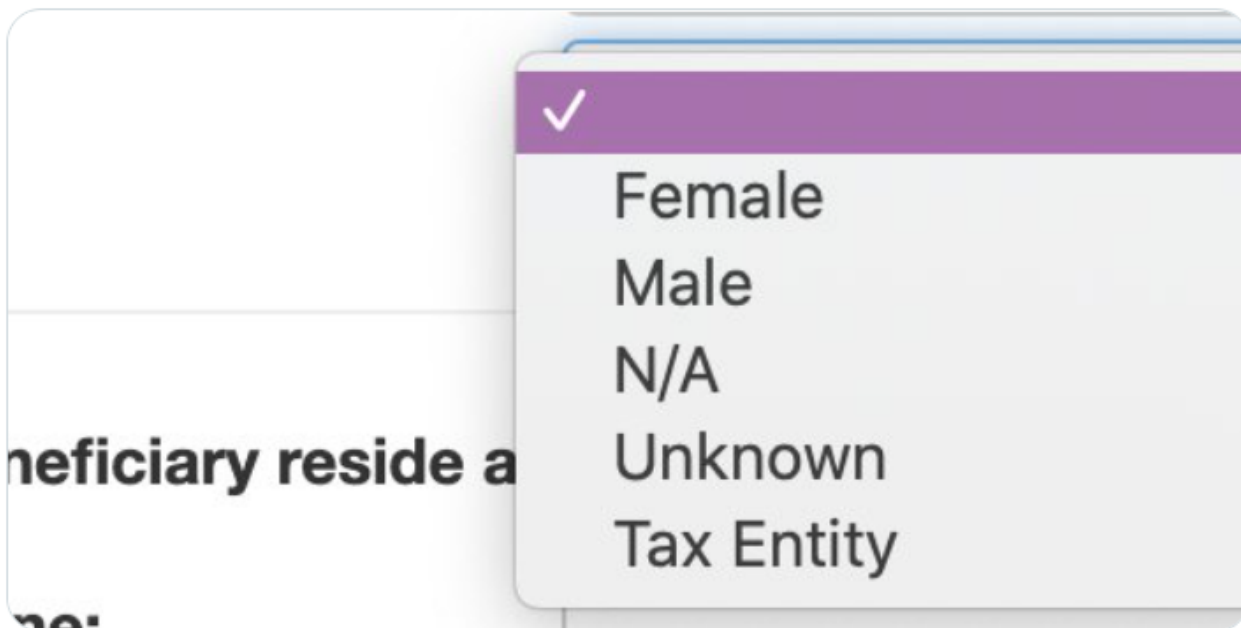 Female
Male
N/A
Unknown
neficiary reside a
Tax Entity